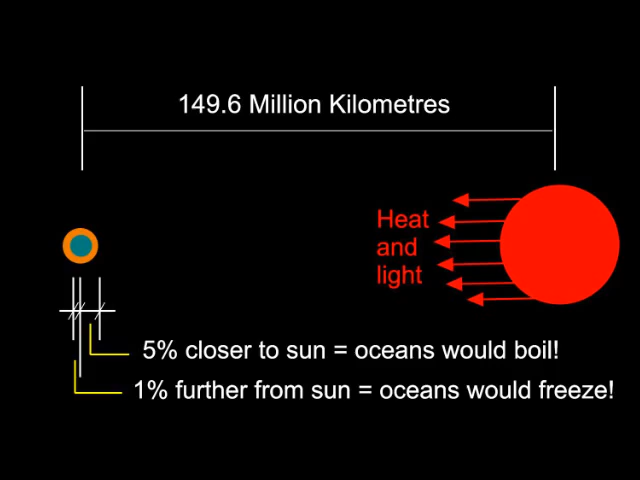 149.6 Million Kilometres
Heat
and
light
5% closer to sun = oceans would boil!
1% further from sun = oceans would freeze!